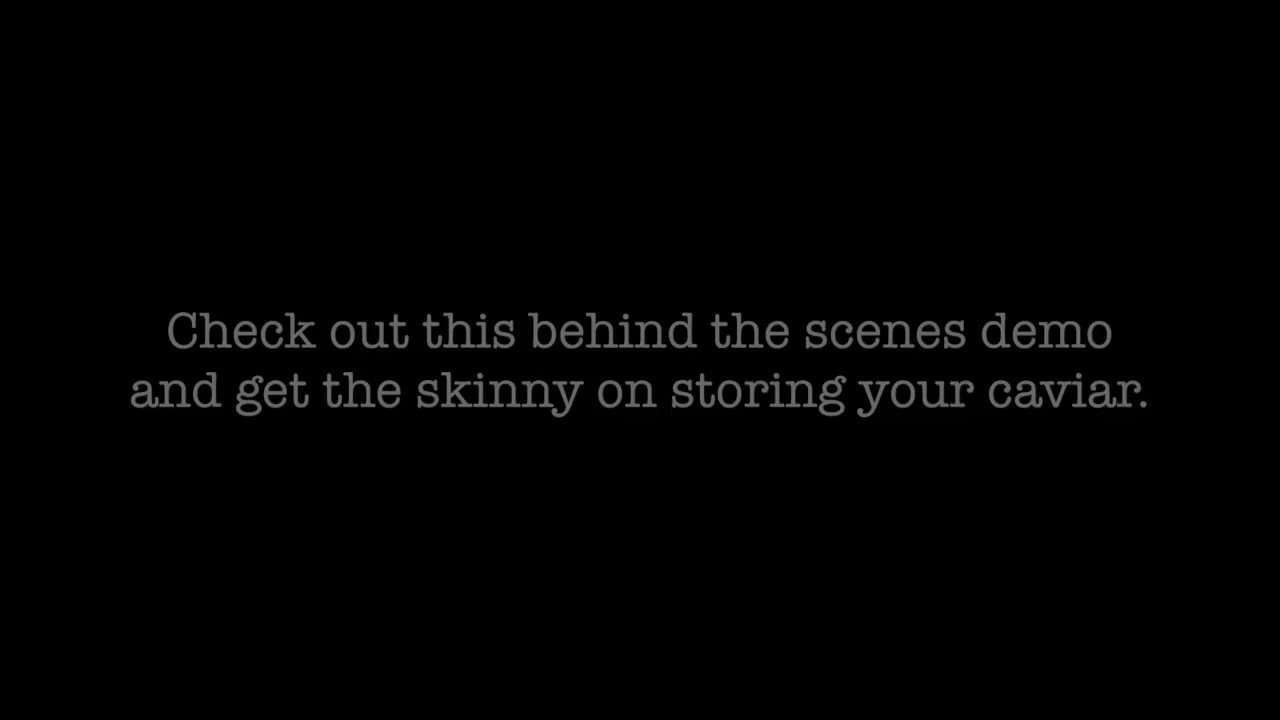 Check out this behind the scenes demo
and get the skinny on storing your caviar.